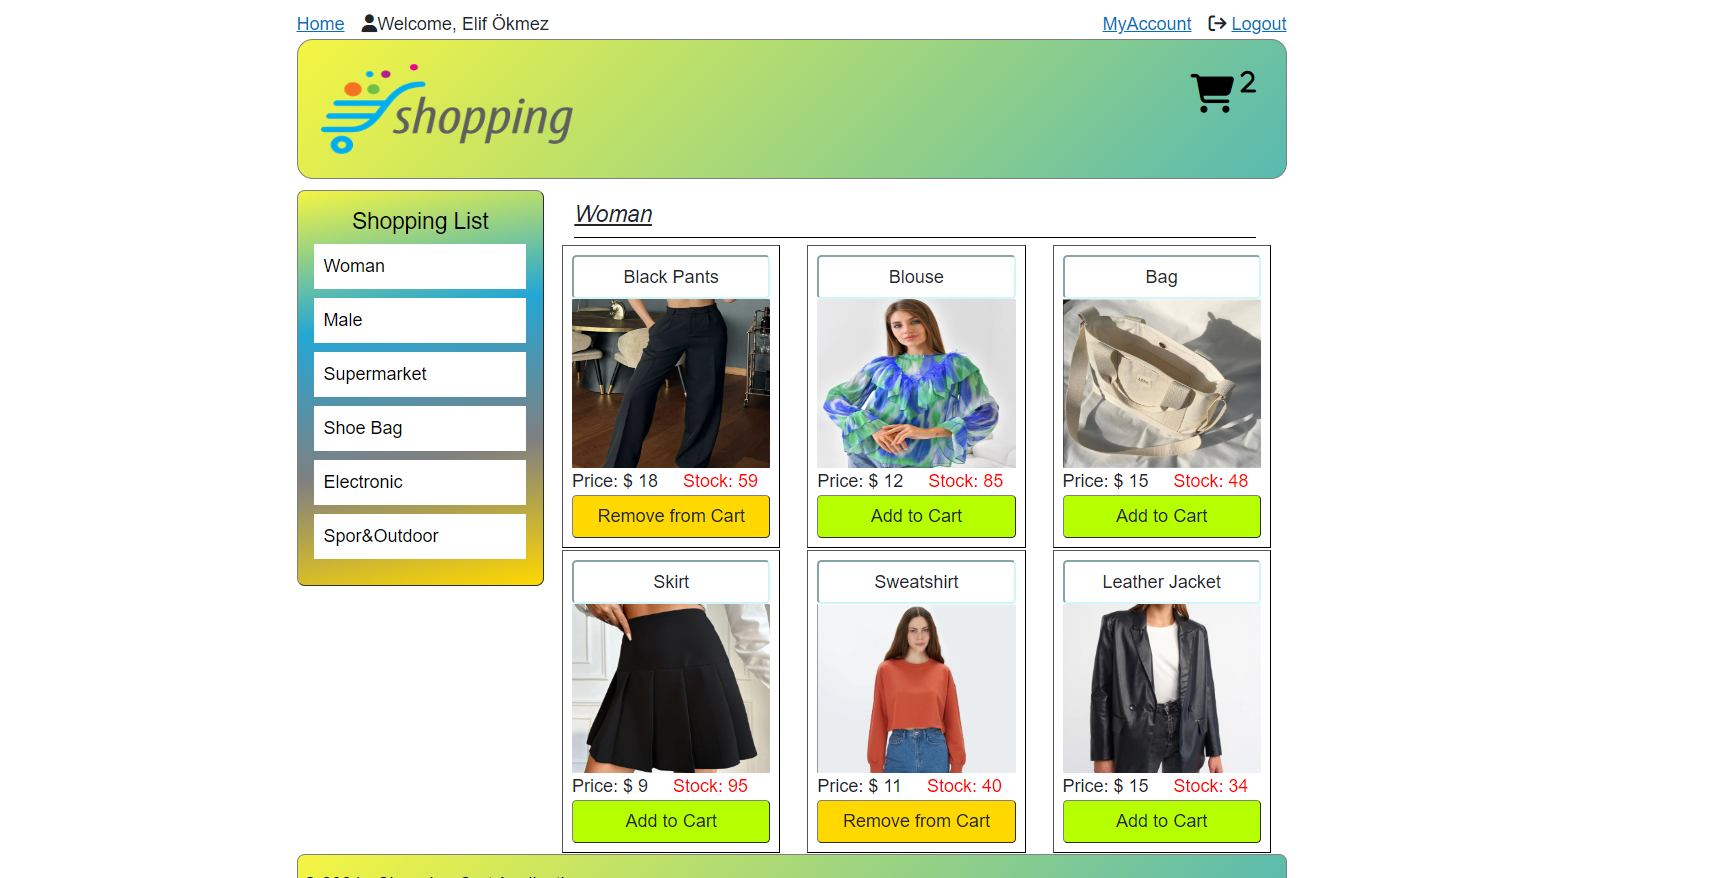 Home Welcome, Elif Ökmez MyAccount Logout
shopping
2
Shopping List
Woman
Male
Supermarket
Shoe Bag
Electronic
Spor&Outdoor
Woman
Black Pants
Price: $ 18 Stock: 59
Remove from Cart
Blouse
Price: $ 12 Stock: 85
Add to Cart
Bag
Price: $ 15 Stock: 48
Add to Cart
Skirt
Price: $ 9 Stock: 95
Add to Cart
Sweatshirt
Price: $ 11 Stock: 40
Remove from Cart
Leather Jacket
Price: $ 15 Stock: 34
Add to Cart